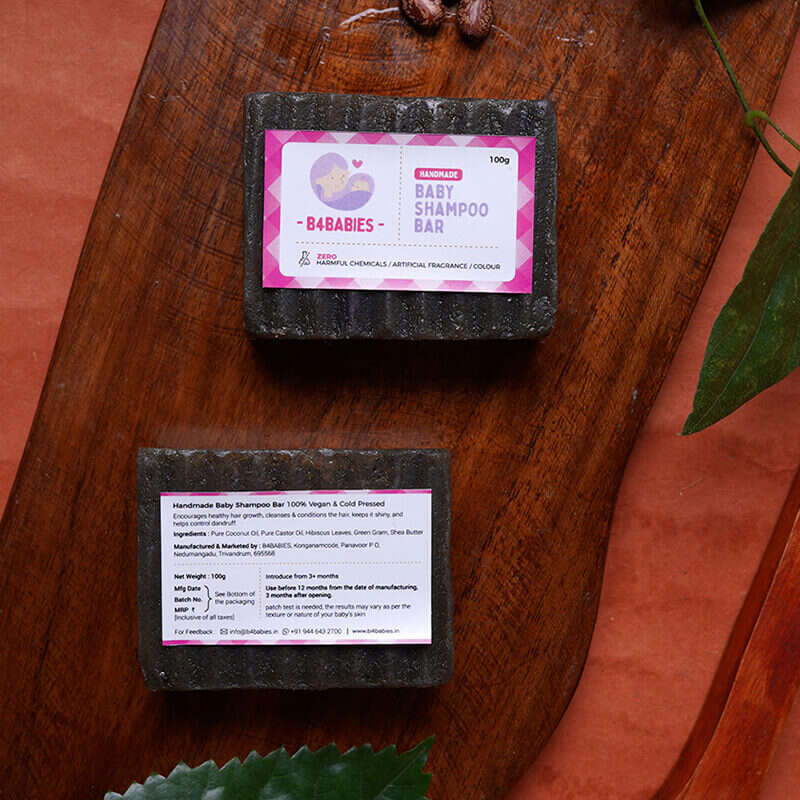 100g
HANDMADE
BABY
SHAMPOO
BAR
- B4BABIES -
ZERO
HARMFUL CHEMICALS / ARTIFICIAL FRAGRANCE / COLOUR
Handmade Baby Shampoo Bar 100% Vegan & Cold Pressed
Encourages healthy hair growth, cleanses & conditions the hair, keeps it shiny, and
helps control dandruff.
Ingredients : Pure Coconut Oil, Pure Castor Oil, Hibiscus Leaves, Green Gram, Shea Butter
Manufactured & Marketed by : B4BABIES, Konganamcode, Panavoor P O,
Nedumangadu, Trivandrum, 695568
Net Weight : 100g
Mfg Date
Batch No.
MRP ₹
[Inclusive of all taxes]
See Bottom of
the packaging
Introduce from 3+ months
Use before 12 months from the date of manufacturing,
3 months after opening.
patch test is needed, the results may vary as per the
texture or nature of your baby's skin
For Feedback : info@b4babies.in +91 944 643 2700 | www.b4babies.in